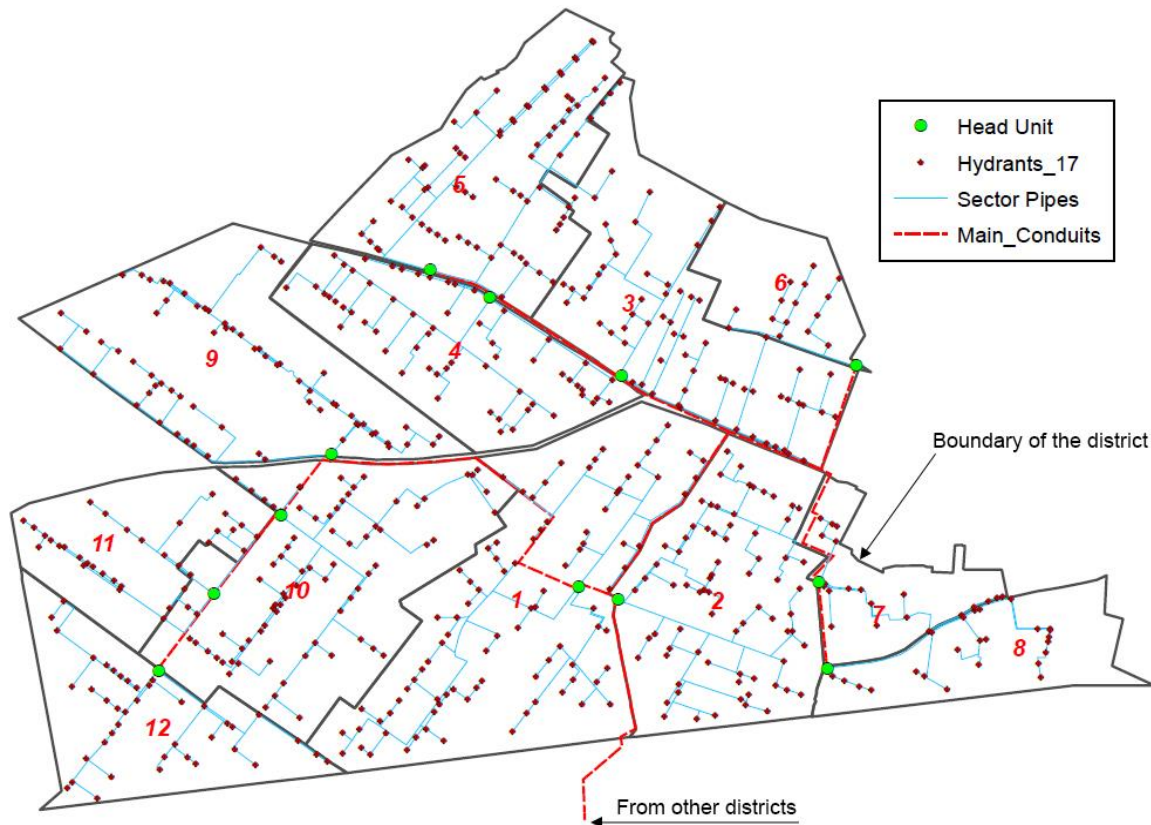 Head Unit
Hydrants_17
Sector Pipes
Main_Conduits
5
6
3
4
9
Boundary of the district
11
10
1
2
7
8
12
From other districts